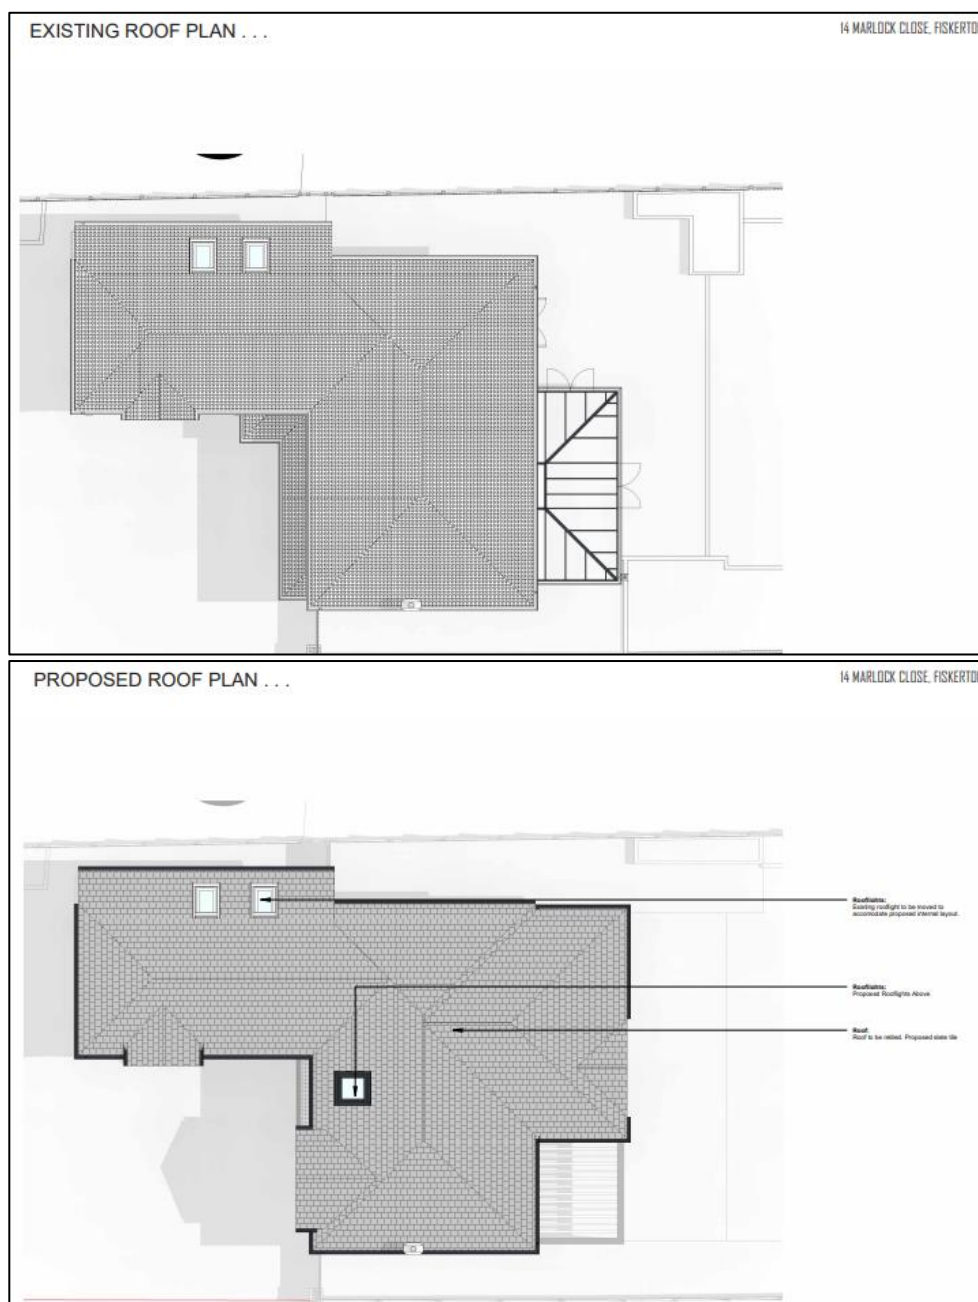 EXISTING ROOF PLAN . . .
14 MARLOCK CLOSE, FISKERTO
PROPOSED ROOF PLAN . . .
14 MARLOCK CLOSE, FISKERTO
Rooflights:
Existing rooflight to be moved to
accomodate proposed internal layout.
Rooflights:
Proposed Rooflights Above
Roof:
Roof to be retiled. Proposed slate tile